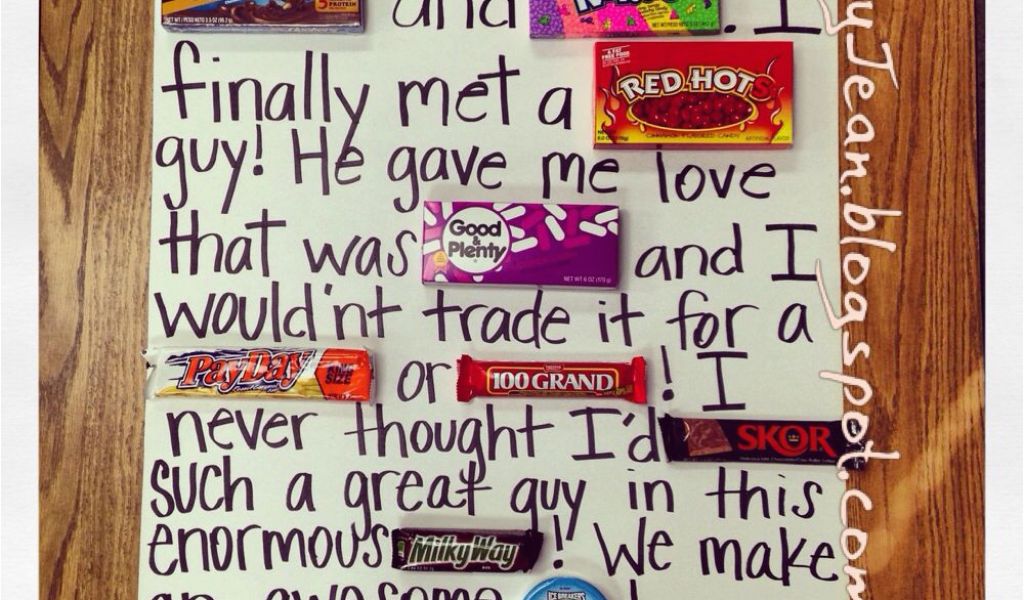 and . I
finally met a RED HOTS
guy! He gave me love
that was Good & Plenty and I
would'nt trade it for a
PayDay or 100 GRAND ! I
never thought I'd SKOR
such a great guy in this
enormous Milky Way ! We make
an awesome ICE BREAKERS
yJean.blogspot.com